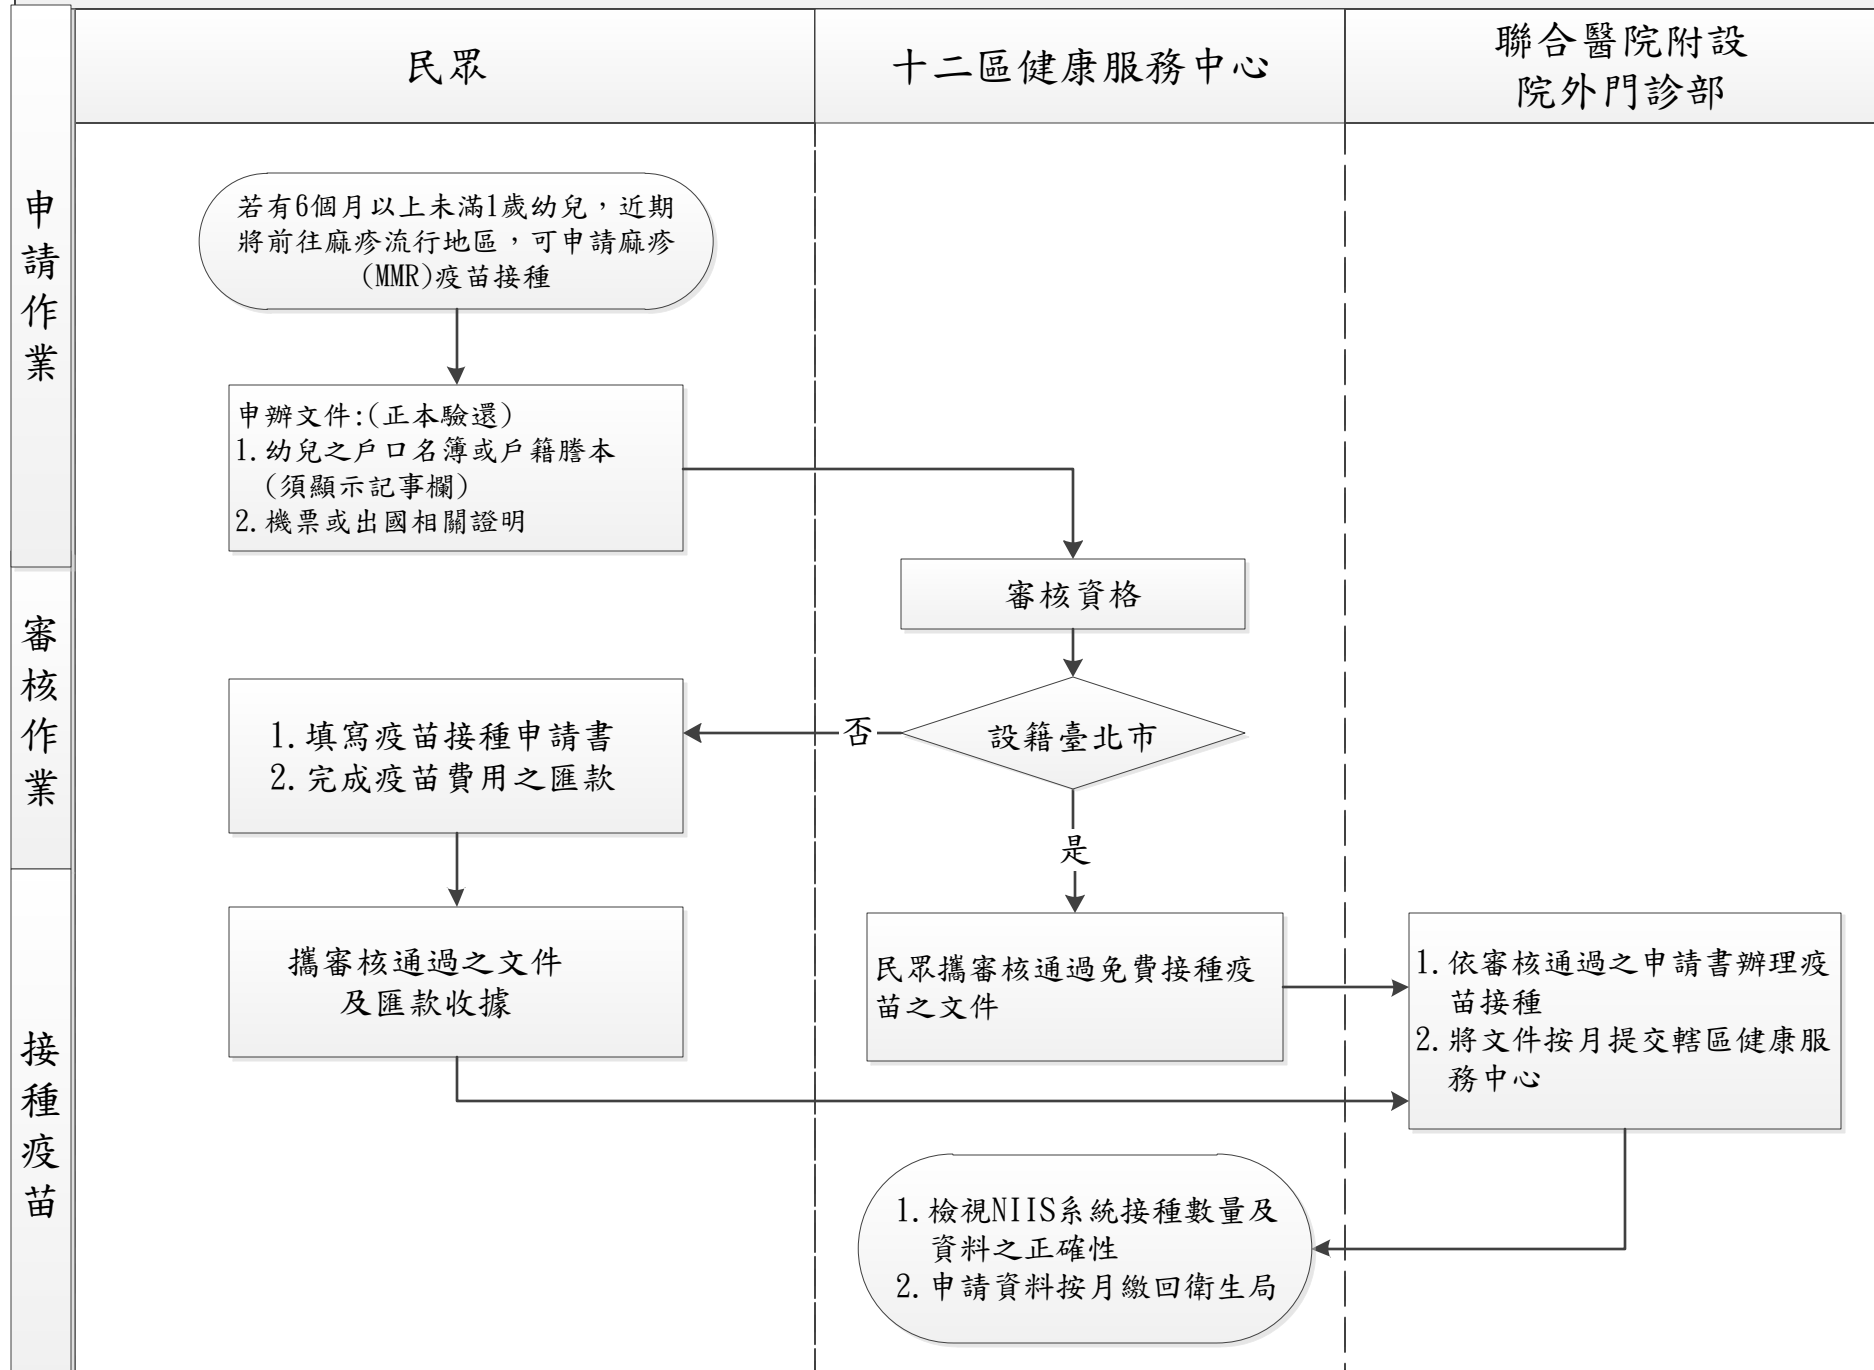 民眾
十二區健康服務中心
聯合醫院附設
院外門診部
申請作業
若有6個月以上未滿1歲幼兒，近期
將前往麻疹流行地區，可申請麻疹
(MMR)疫苗接種
申辦文件:(正本驗還)
1.幼兒之戶口名簿或戶籍謄本
(須顯示記事欄)
2.機票或出國相關證明
審核作業
審核資格
設籍臺北市
否
1.填寫疫苗接種申請書
2.完成疫苗費用之匯款
是
接種疫苗
攜審核通過之文件
及匯款收據
民眾攜審核通過免費接種疫
苗之文件
1.依審核通過之申請書辦理疫
苗接種
2.將文件按月提交轄區健康服
務中心
1.檢視NIIS系統接種數量及
資料之正確性
2.申請資料按月繳回衛生局